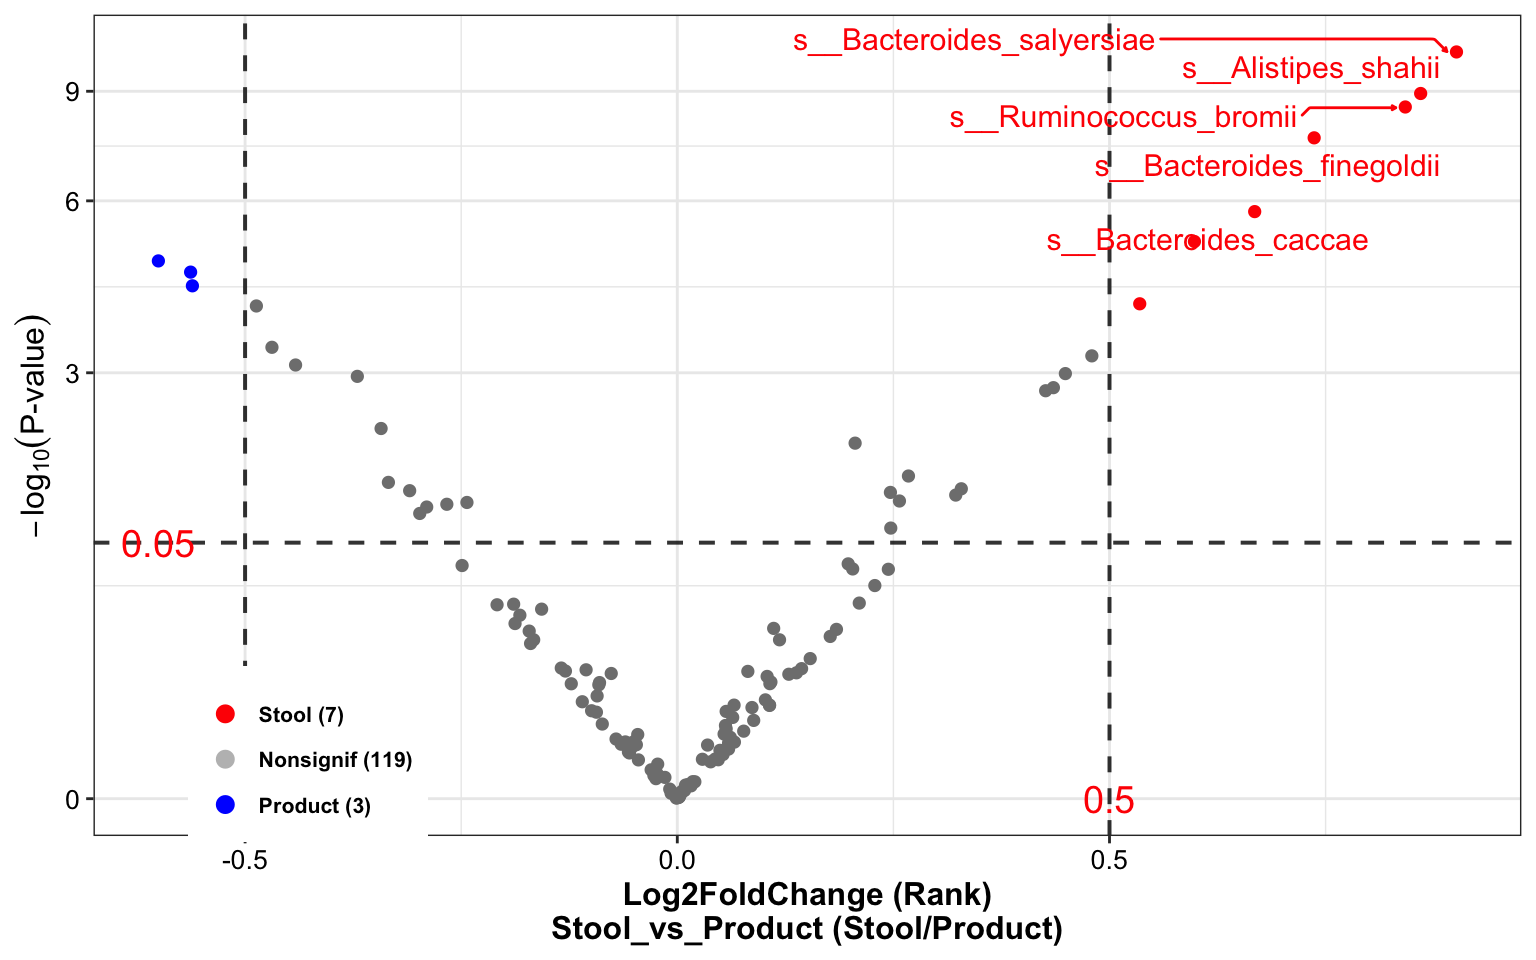 s__Bacteroides_salyersiae
s__Alistipes_shahii
9
s__Ruminococcus_bromii
s__Bacteroides_finegoldii
6
s__Bacteroides_caccae
−log10(P-value)
3
0.05
Stool (7)
Nonsignif (119)
Product (3)
0
0.5
-0.5
0.0
0.5
Log2FoldChange (Rank)
Stool_vs_Product (Stool/Product)